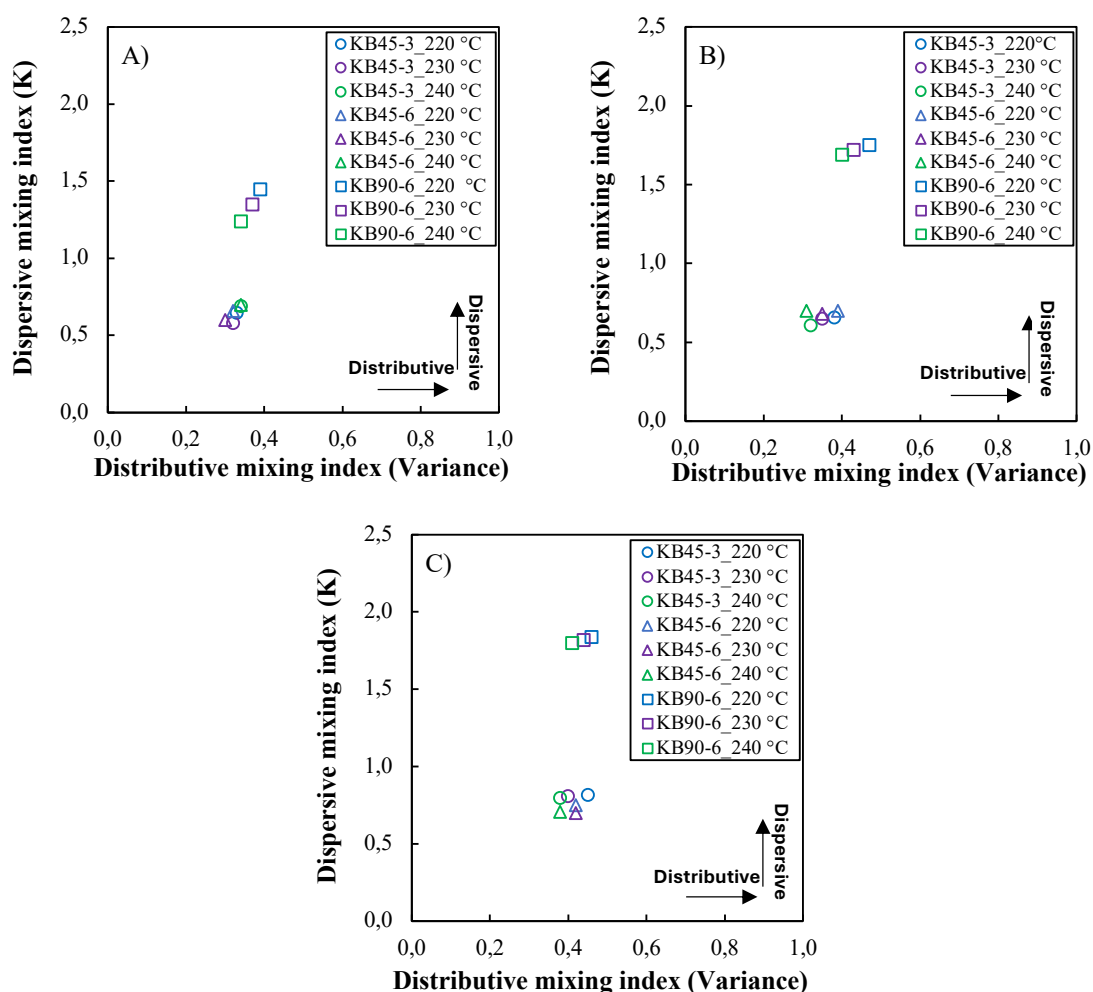 A)
Dispersive mixing index (K)
2,5
2,0
1,5
1,0
0,5
0,0
KB45-3_220 °C
KB45-3_230 °C
KB45-3_240 °C
KB45-6_220 °C
KB45-6_230 °C
KB45-6_240 °C
KB90-6_220 °C
KB90-6_230 °C
KB90-6_240 °C
Dispersive
Distributive
0,0 0,2 0,4 0,6 0,8 1,0
Distributive mixing index (Variance)
B)
Dispersive mixing index (K)
2,5
2,0
1,5
1,0
0,5
0,0
KB45-3_220°C
KB45-3_230 °C
KB45-3_240 °C
KB45-6_220 °C
KB45-6_230 °C
KB45-6_240 °C
KB90-6_220 °C
KB90-6_230 °C
KB90-6_240 °C
Dispersive
Distributive
0,0 0,2 0,4 0,6 0,8 1,0
Distributive mixing index (Variance)
C)
Dispersive mixing index (K)
2,5
2,0
1,5
1,0
0,5
0,0
KB45-3_220 °C
KB45-3_230 °C
KB45-3_240 °C
KB45-6_220 °C
KB45-6_230 °C
KB45-6_240 °C
KB90-6_220 °C
KB90-6_230 °C
KB90-6_240 °C
Dispersive
Distributive
0,0 0,2 0,4 0,6 0,8 1,0
Distributive mixing index (Variance)